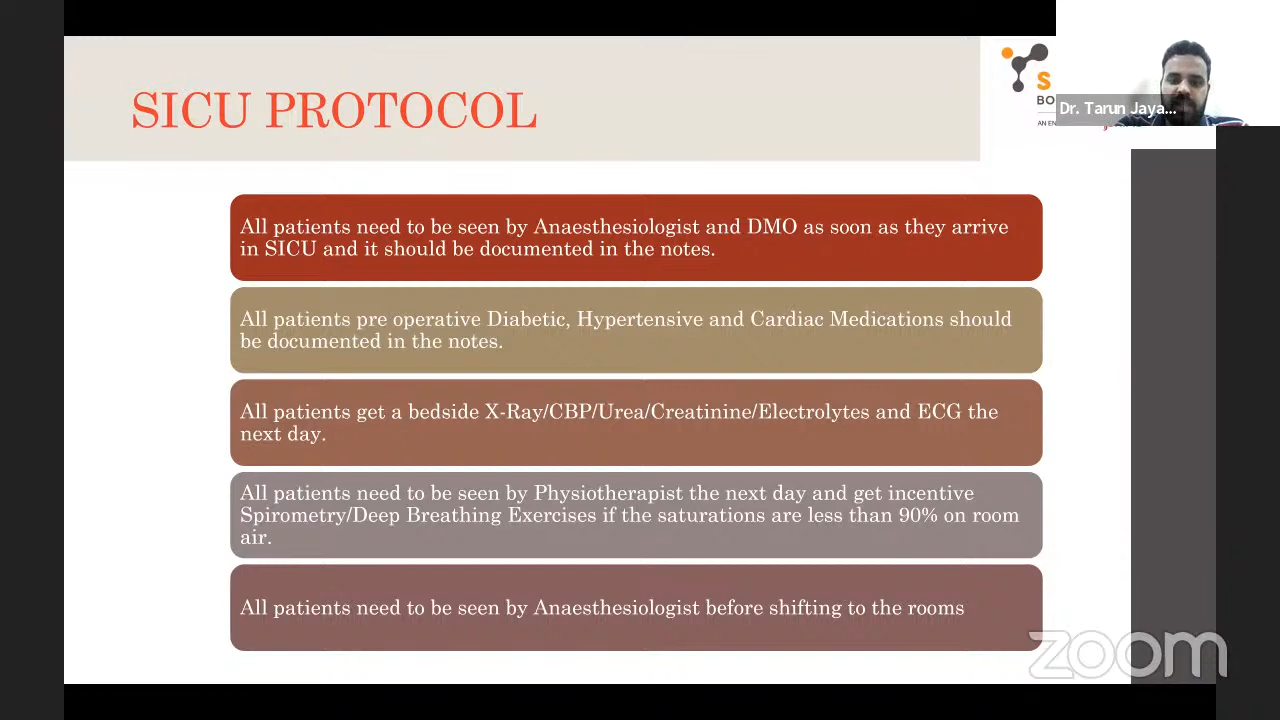 SICU PROTOCOL
S
BO
AN EN
Dr. Tarun Jaya...
All patients need to be seen by Anaesthesiologist and DMO as soon as they arrive
in SICU and it should be documented in the notes.
All patients pre operative Diabetic, Hypertensive and Cardiac Medications should
be documented in the notes.
All patients get a bedside X-Ray/CBP/Urea/Creatinine/Electrolytes and ECG the
next day.
All patients need to be seen by Physiotherapist the next day and get incentive
Spirometry/Deep Breathing Exercises if the saturations are less than 90% on room
air.
All patients need to be seen by Anaesthesiologist before shifting to the rooms
zoom